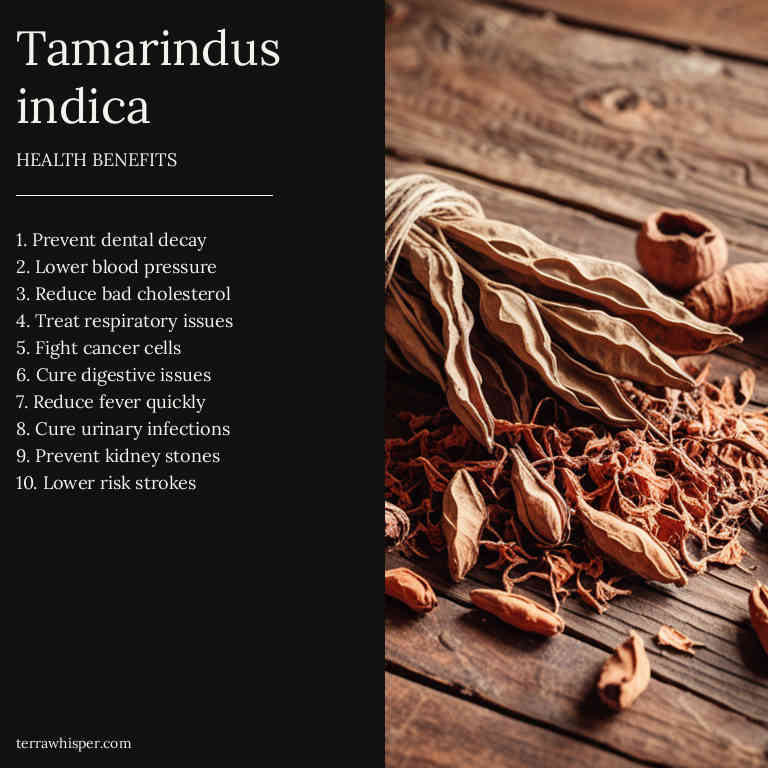 Tamarindus
indica
HEALTH BENEFITS
1. Prevent dental decay
2. Lower blood pressure
3. Reduce bad cholesterol
4. Treat respiratory issues
5. Fight cancer cells
6. Cure digestive issues
7. Reduce fever quickly
8. Cure urinary infections
9. Prevent kidney stones
10. Lower risk strokes
terrawhisper.com